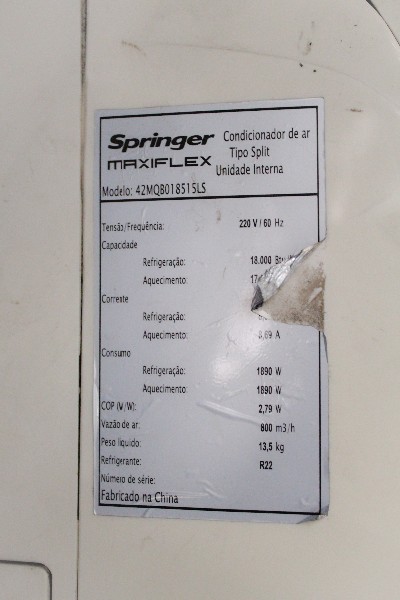 Springer
MAXIFLEX
Condicionador de ar
Tipo Split
Unidade Interna
Modelo: 42MQB018515LS
Tensão/Frequência: 220 V / 60 Hz
Capacidade
Refrigeração: 18.000
Aquecimento:
Corrente
Refrigeração:
Aquecimento: A
Consumo
Refrigeração: 1890 W
Aquecimento: 1890 W
COP (W/W): 2,79 W
Vazão de ar: 800 m3/h
Peso líquido: 13,5 kg
Refrigerante: R22
Número de série:
Fabricado na China